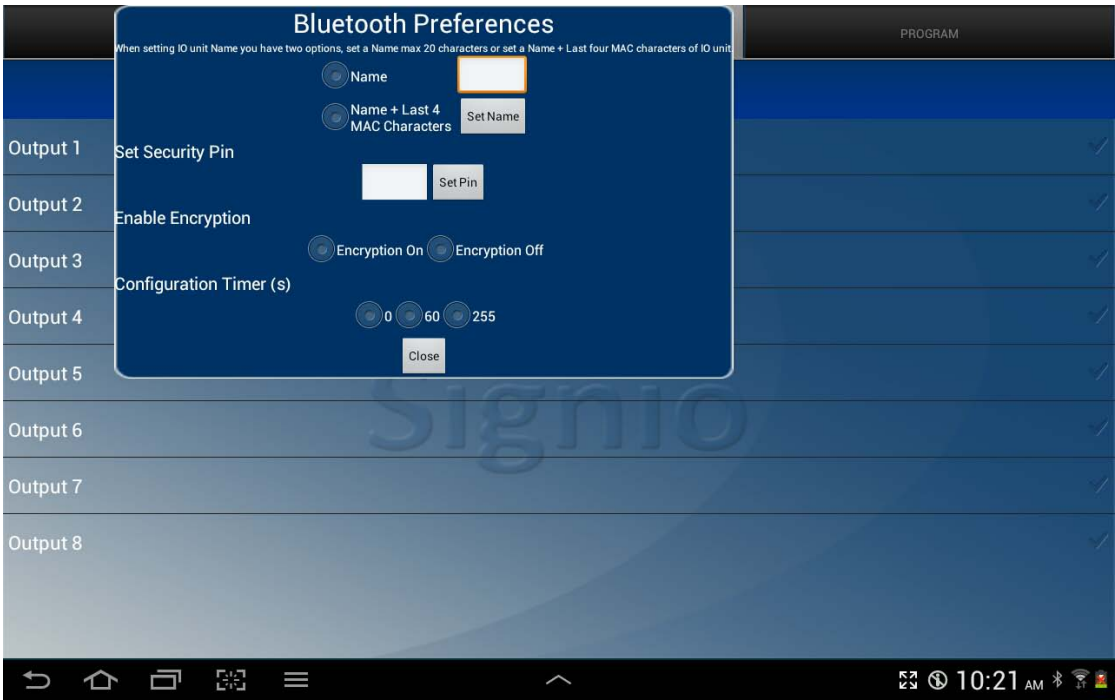 PROGRAM
Bluetooth Preferences
When setting IO unit Name you have two options, set a Name max 20 characters or set a Name + Last four MAC characters of IO unit
Name
Name + Last 4
MAC Characters
Set Name
Set Security Pin
Set Pin
Enable Encryption
Encryption On Encryption Off
Configuration Timer (s)
0 60 255
Close
Output 1
Output 2
Output 3
Output 4
Output 5
Output 6
Output 7
Output 8
Signio
10:21 AM